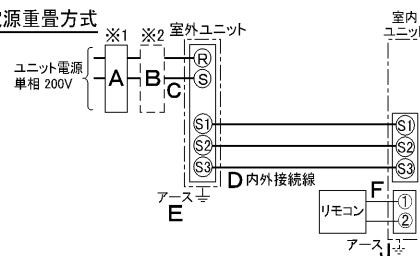 電源重畳方式
※1 ※2 室外ユニット 室内
ユニット
ユニット電源
単相 200V
A B C R S
S1 S1
S2 S2
S3 S3
D 内外接続線
アース
E
リモコン F ① ②
アース J